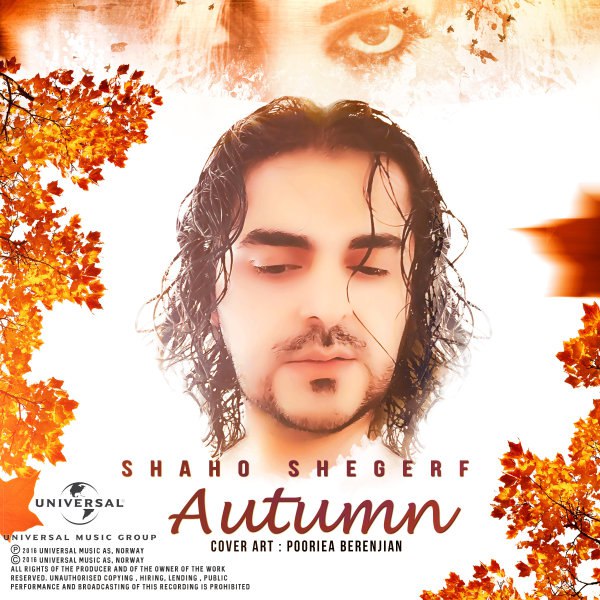 SHAHO SHEGERF
Autumn
COVER ART : POORIEA BERENJIAN
UNIVERSAL
UNIVERSAL MUSIC GROUP
Ⓟ 2016 UNIVERSAL MUSIC AS, NORWAY
© 2016 UNIVERSAL MUSIC AS, NORWAY
ALL RIGHTS OF THE PRODUCER AND OF THE OWNER OF THE WORK
RESERVED. UNAUTHORISED COPYING , HIRING, LENDING , PUBLIC
PERFORMANCE AND BROADCASTING OF THIS RECORDING IS PROHIBITED